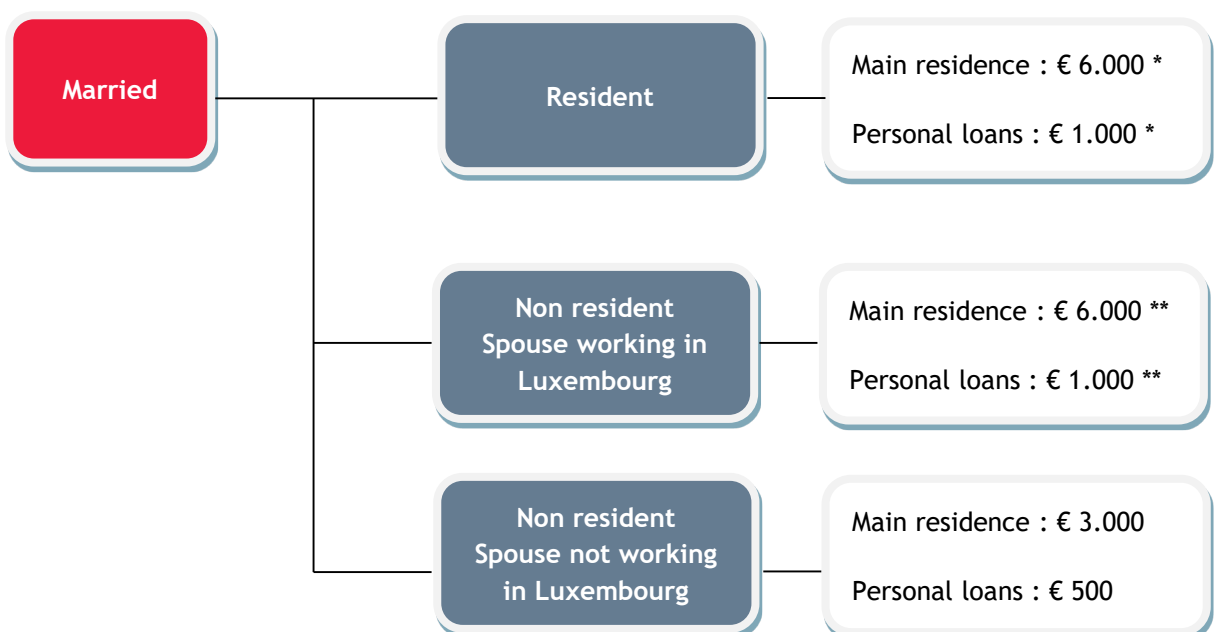 Married
Resident
Main residence : € 6.000 *
Personal loans : € 1.000 *
Non resident
Spouse working in
Luxembourg
Main residence : € 6.000 **
Personal loans : € 1.000 **
Non resident
Spouse not working
in Luxembourg
Main residence : € 3.000
Personal loans : € 500